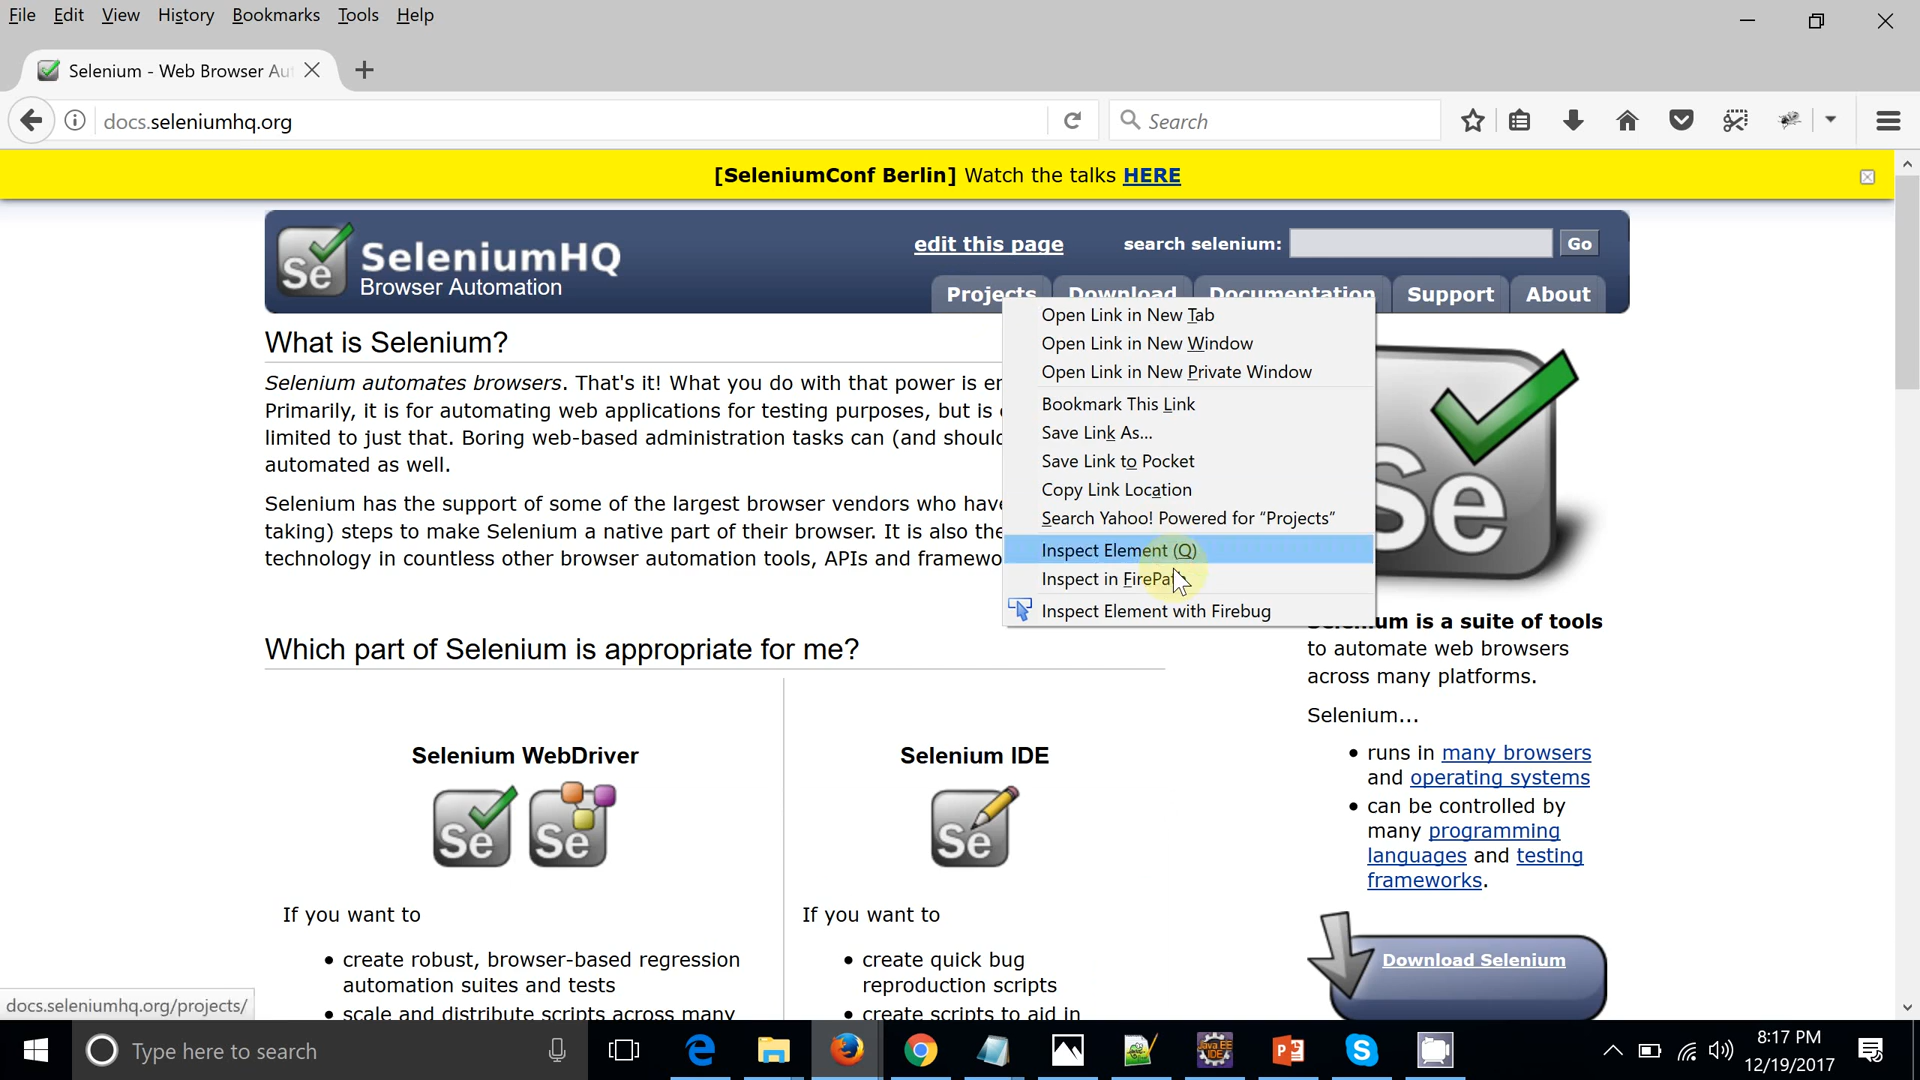 File Edit View History Bookmarks Tools Help
Selenium - Web Browser Aut
docs.seleniumhq.org
Search
[SeleniumConf Berlin] Watch the talks HERE
Se
SeleniumHQ
Browser Automation
edit this page
search selenium:
Go
Projects Download Documentation Support About
What is Selenium?
Selenium automates browsers. That's it! What you do with that power is
Primarily, it is for automating web applications for testing purposes, but is
limited to just that. Boring web-based administration tasks can (and
automated as well.
Selenium has the support of some of the largest browser vendors who
taking) steps to make Selenium a native part of their browser. It is also
technology in countless other browser automation tools, APIs and
Open Link in New Tab
Open Link in New Window
Open Link in New Private Window
Bookmark This Link
Save Link As...
Save Link to Pocket
Copy Link Location
Search Yahoo! Powered for “Projects”
Inspect Element (Q)
Inspect in FirePath
Inspect Element with Firebug
Se
Selenium is a suite of tools
to automate web browsers
across many platforms.
Selenium...
• runs in many browsers
and operating systems
• can be controlled by
many programming
languages and testing
frameworks.
Download Selenium
Which part of Selenium is appropriate for me?
Selenium WebDriver
Se Se
If you want to
• create robust, browser-based regression
automation suites and tests
• scale and distribute scripts across many
Selenium IDE
Se
If you want to
• create quick bug
reproduction scripts
• create scripts to aid in
docs.seleniumhq.org/projects/
Type here to search
Java EE
IDE
8:17 PM
12/19/2017